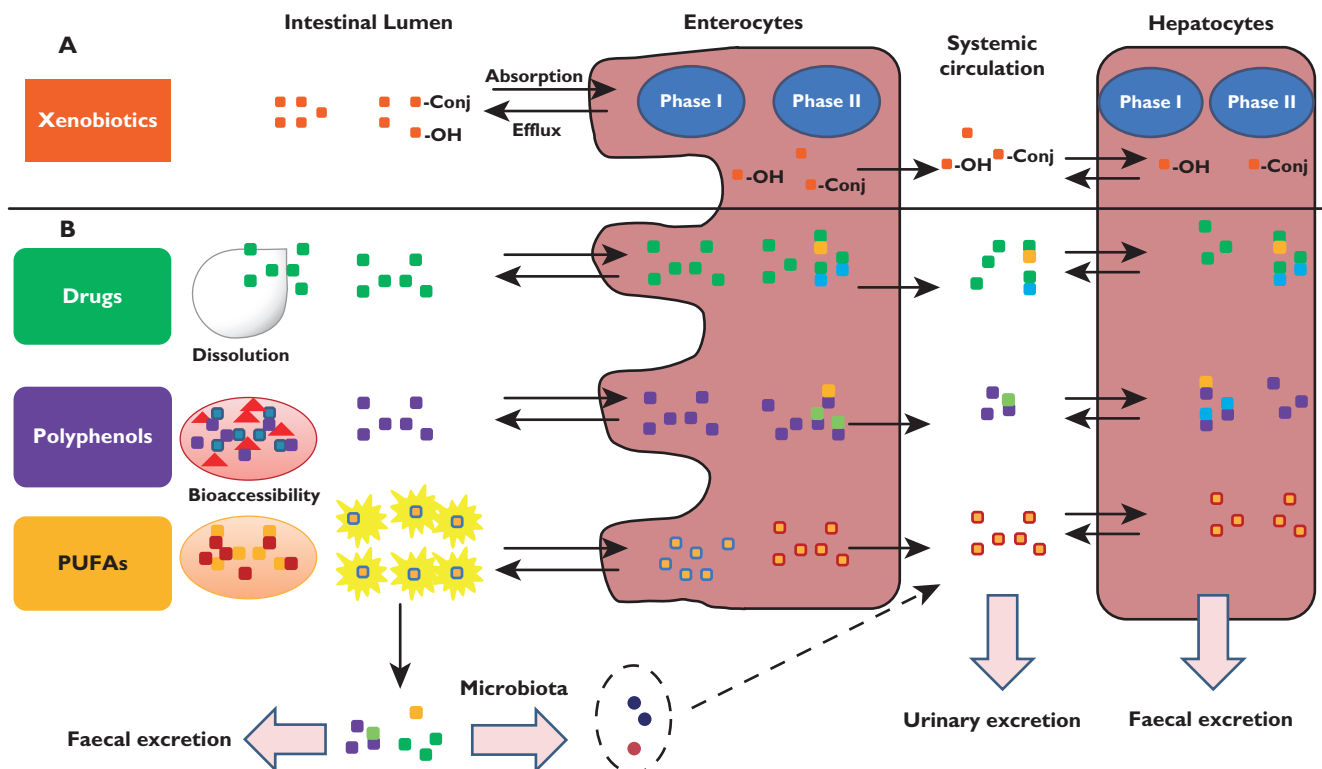 Intestinal Lumen
Enterocytes
Hepatocytes
A
Systemic
circulation
Xenobiotics
Absorption
Efflux
-Conj
-OH
Phase I
Phase II
-OH
-Conj
-OH
-Conj
Phase I
Phase II
-OH
-Conj
B
Drugs
Dissolution
Polyphenols
Bioaccessibility
PUFAs
Microbiota
Faecal excretion
Urinary excretion
Faecal excretion